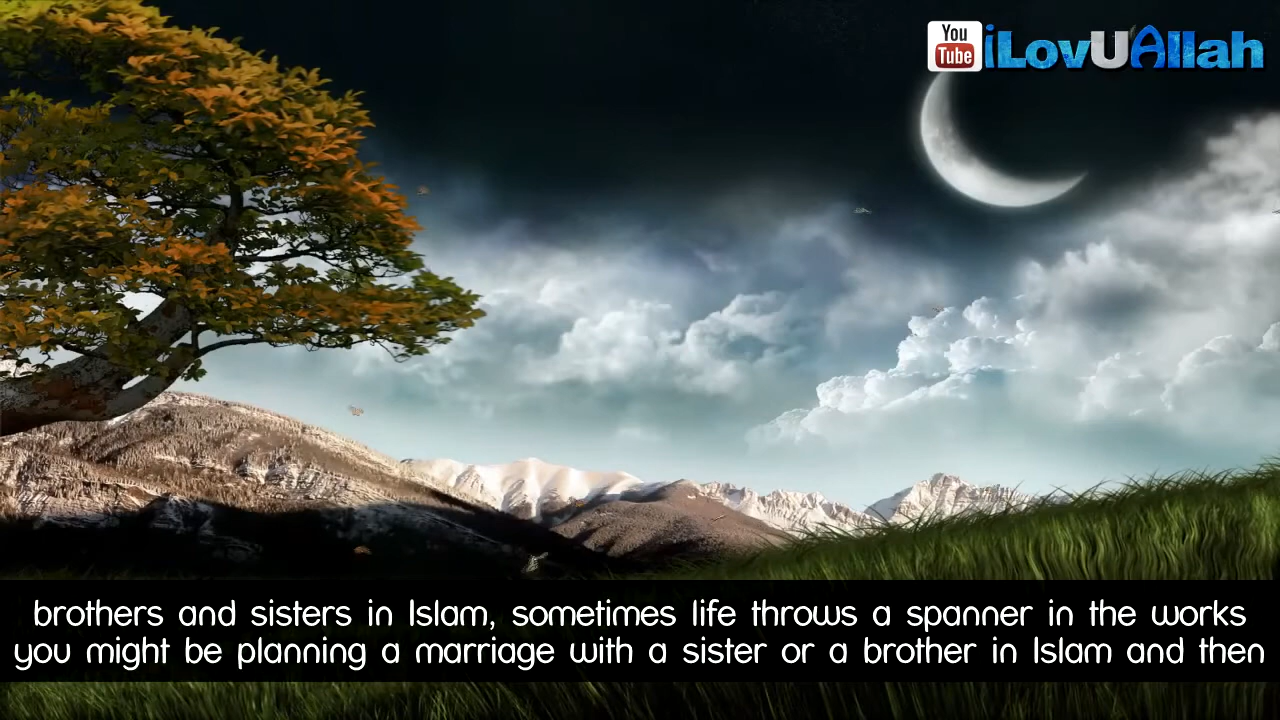 You
Tube
iLovUAllah
brothers and sisters in Islam, sometimes life throws a spanner in the works
you might be planning a marriage with a sister or a brother in Islam and then